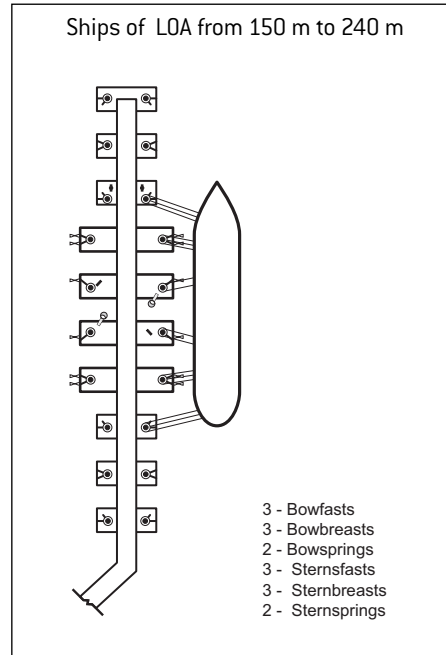 Ships of LOA from 150 m to 240 m
3 - Bowfasts
3 - Bowbreasts
2 - Bowsprings
3 - Sternsfasts
3 - Sternbreasts
2 - Sternsprings